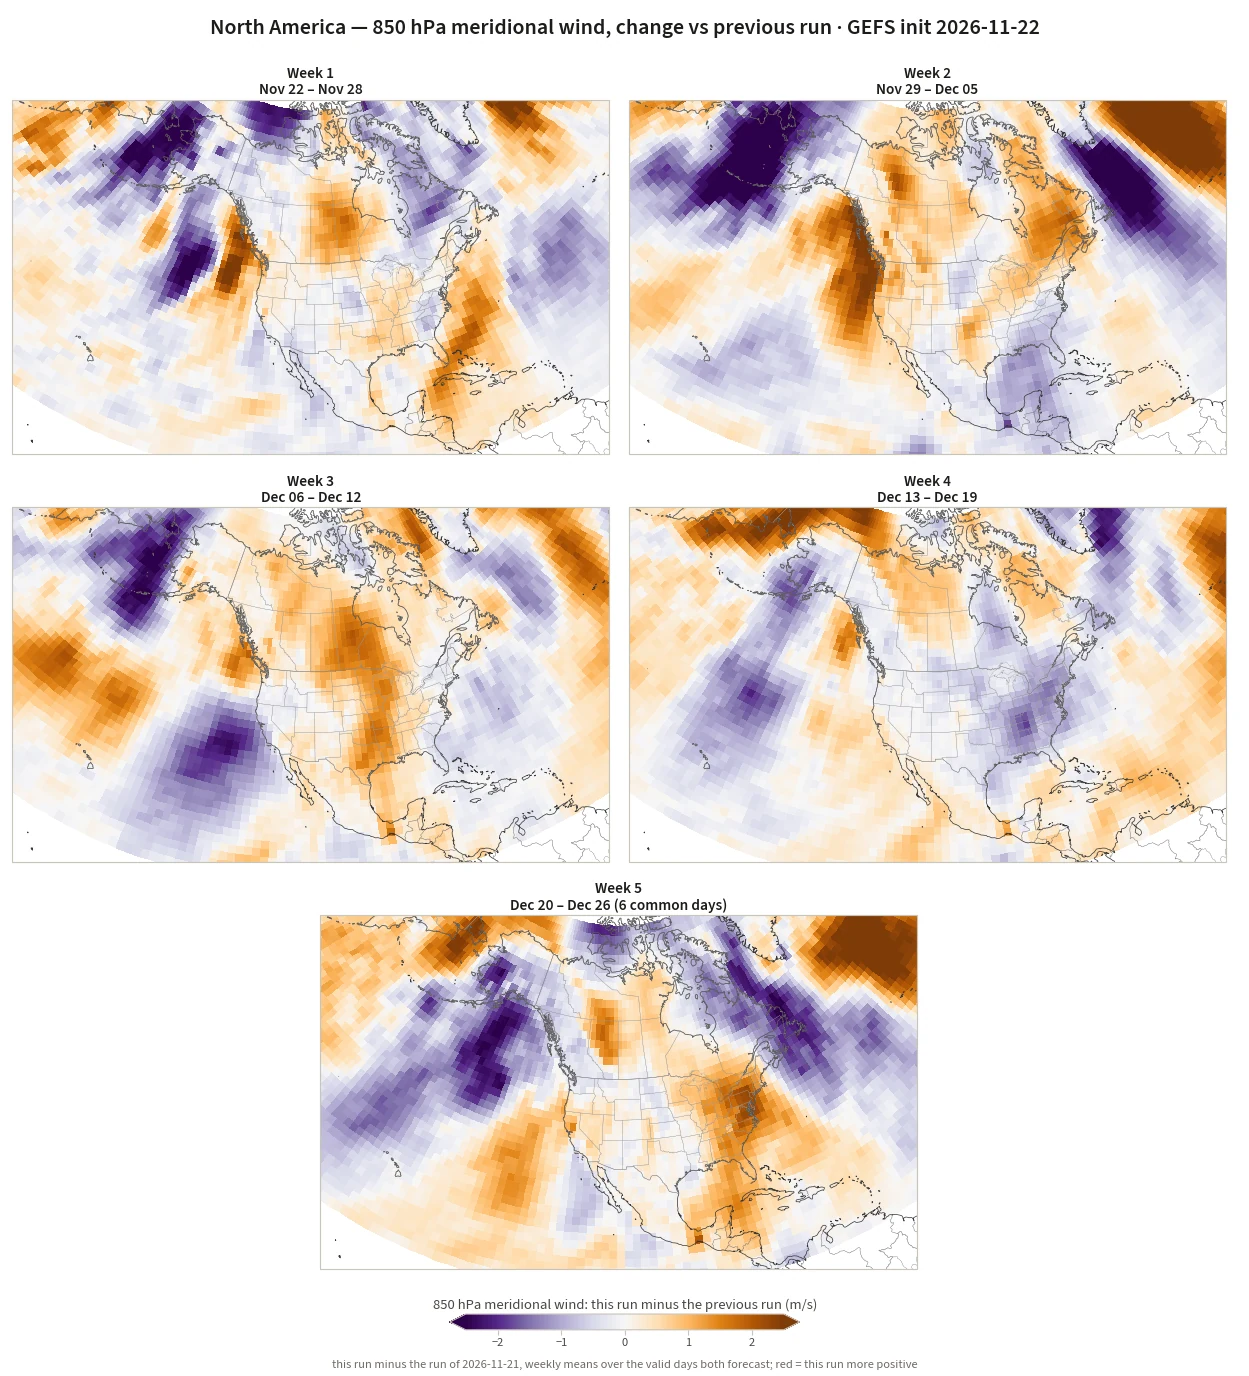 North America — 850 hPa meridional wind, change vs previous run · GEFS init 2026-11-22
Week 1
Nov 22 – Nov 28
Week 2
Nov 29 – Dec 05
Week 3
Dec 06 – Dec 12
Week 4
Dec 13 – Dec 19
Week 5
Dec 20 – Dec 26 (6 common days)
850 hPa meridional wind: this run minus the previous run (m/s)
−2 −1 0 1 2
this run minus the run of 2026-11-21, weekly means over the valid days both forecast; red = this run more positive